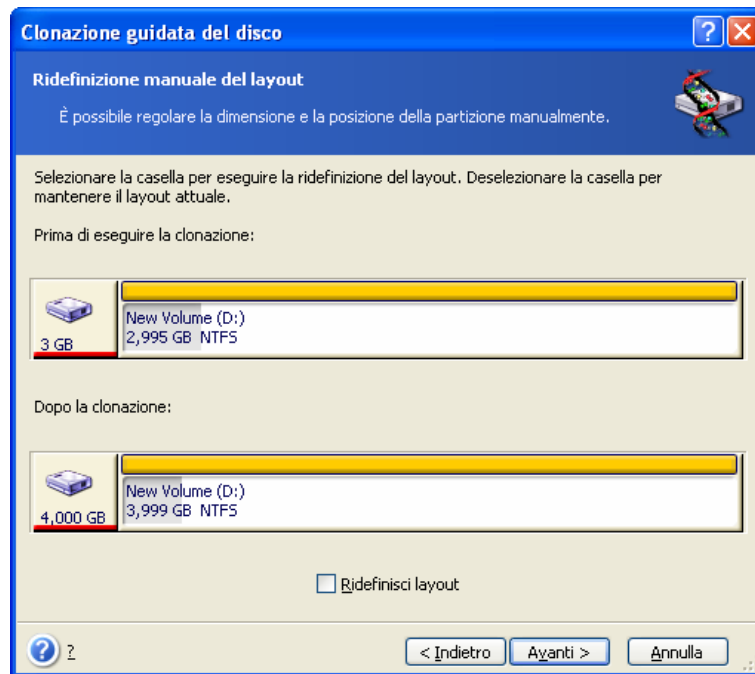 Clonazione guidata del disco
?
Ridefinizione manuale del layout
È possibile regolare la dimensione e la posizione della partizione manualmente.
Selezionare la casella per eseguire la ridefinizione del layout. Deselezionare la casella per
mantenere il layout attuale.
Prima di eseguire la clonazione:
3 GB
New Volume (D:)
2,995 GB NTFS
Dopo la clonazione:
4,000 GB
New Volume (D:)
3,999 GB NTFS
Ridefinisci layout
? ?
< Indietro
Avanti >
Annulla